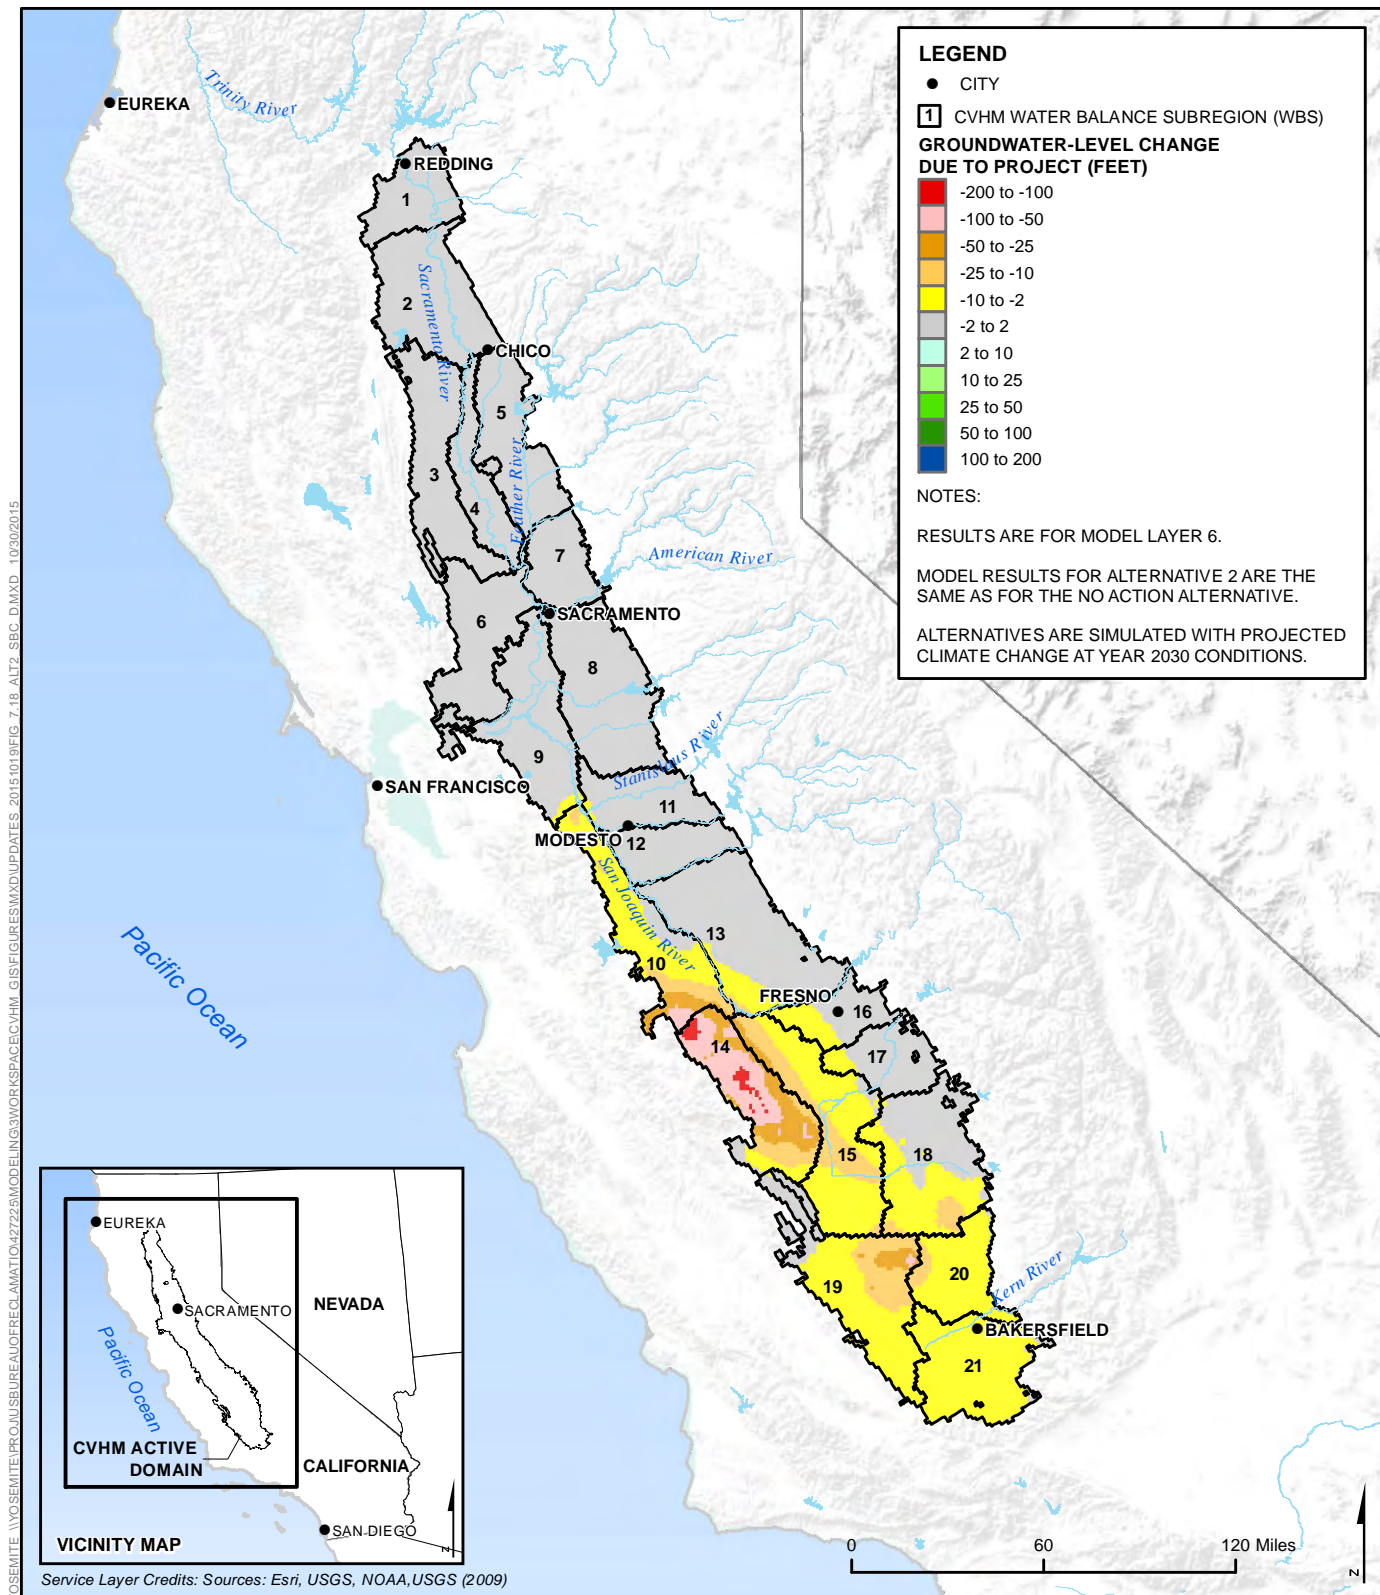 LEGEND
CITY
1 CVHM WATER BALANCE SUBREGION (WBS)
GROUNDWATER-LEVEL CHANGE
DUE TO PROJECT (FEET)
-200 to -100
-100 to -50
-50 to -25
-25 to -10
-10 to -2
-2 to 2
2 to 10
10 to 25
25 to 50
50 to 100
100 to 200
NOTES:
RESULTS ARE FOR MODEL LAYER 6.
MODEL RESULTS FOR ALTERNATIVE 2 ARE THE
SAME AS FOR THE NO ACTION ALTERNATIVE.
ALTERNATIVES ARE SIMULATED WITH PROJECTED
CLIMATE CHANGE AT YEAR 2030 CONDITIONS.
Trinity River
EUREKA
REDDING
1
2
Sacramento River
CHICO
5
3
Feather River
4
7
American River
SACRAMENTO
6
8
9
Stanislaus River
SAN FRANCISCO
11
MODESTO
12
San Joaquin River
13
10
Pacific Ocean
FRESNO
16
14
17
15
18
19
20
Kern River
BAKERSFIELD
21
EUREKA
SACRAMENTO
NEVADA
Pacific Ocean
CVHM ACTIVE
DOMAIN
CALIFORNIA
SAN DIEGO
VICINITY MAP
N
0 60 120 Miles
N
Service Layer Credits: Sources: Esri, USGS, NOAA,USGS (2009)